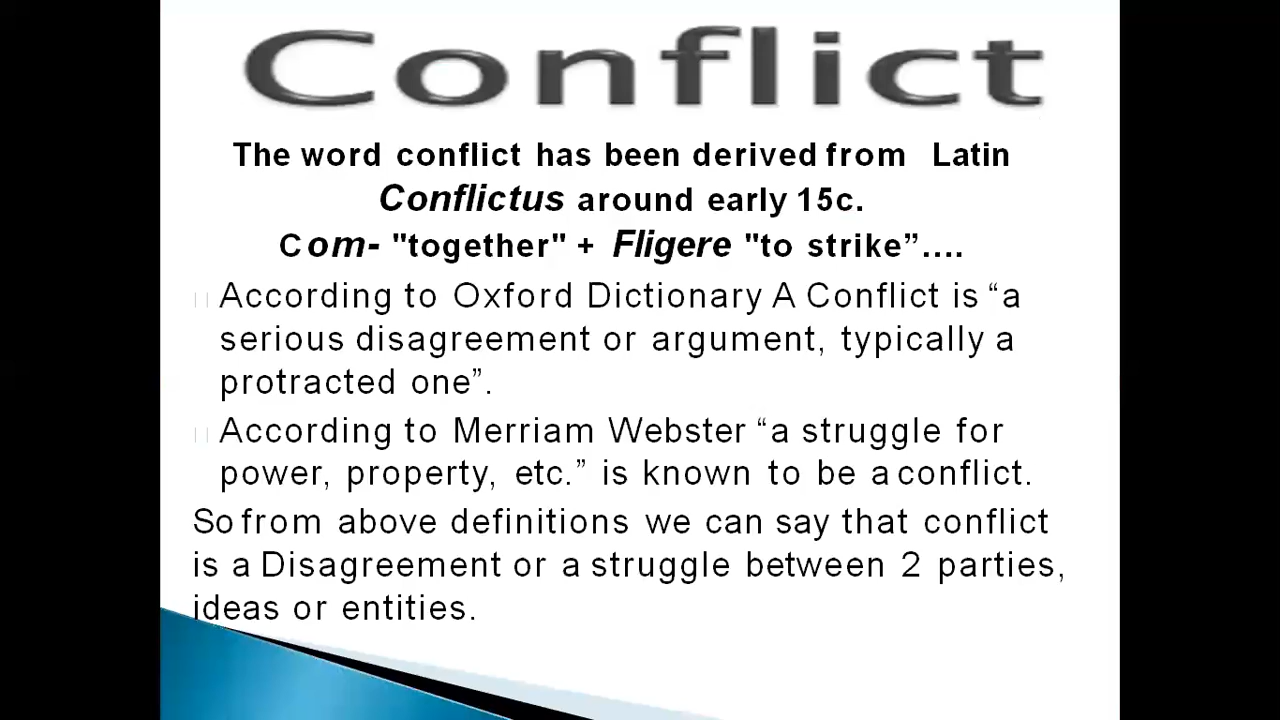 Conflict
The word conflict has been derived from Latin
Conflictus around early 15c.
Com- "together" + Fligere "to strike”....
According to Oxford Dictionary A Conflict is “a
serious disagreement or argument, typically a
protracted one”.
According to Merriam Webster “a struggle for
power, property, etc.” is known to be a conflict.
So from above definitions we can say that conflict
is a Disagreement or a struggle between 2 parties,
ideas or entities.